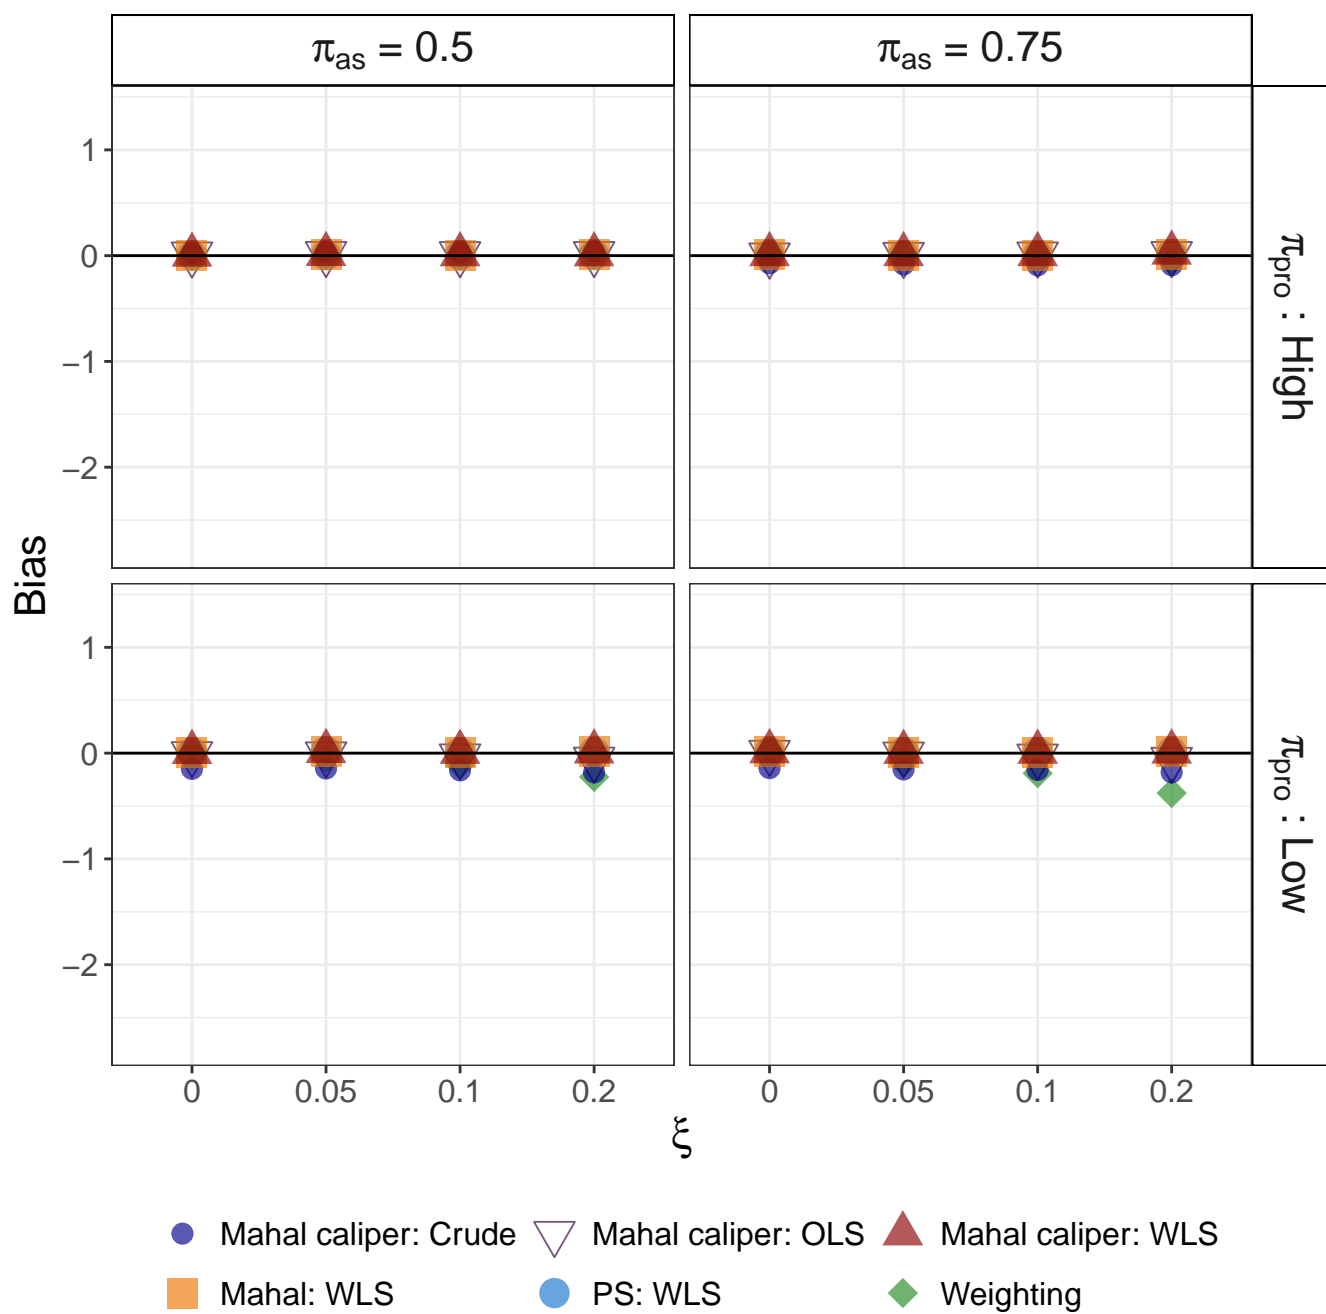 π_as = 0.5
π_as = 0.75
1
0
−1
−2
π_pro : High
Bias
1
0
−1
−2
π_pro : Low
0 0.05 0.1 0.2
0 0.05 0.1 0.2
ξ
Mahal caliper: Crude Mahal caliper: OLS Mahal caliper: WLS
Mahal: WLS PS: WLS Weighting